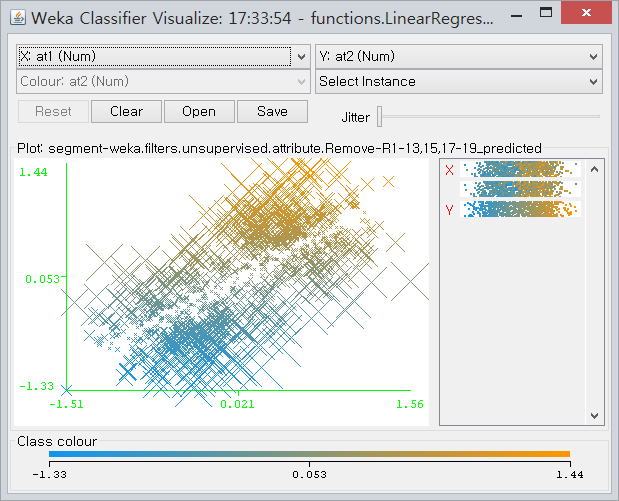 Weka Classifier Visualize: 17:33:54 - functions.LinearRegres...
X: at1 (Num)
Y: at2 (Num)
Colour: at2 (Num)
Select Instance
Reset
Clear
Open
Save
Jitter
Plot: segment-weka.filters.unsupervised.attribute.Remove-R1-13,15,17-19_predicted
1.44
0.053
-1.33
-1.51
0.021
1.56
X
Y
Class colour
-1.33
0.053
1.44